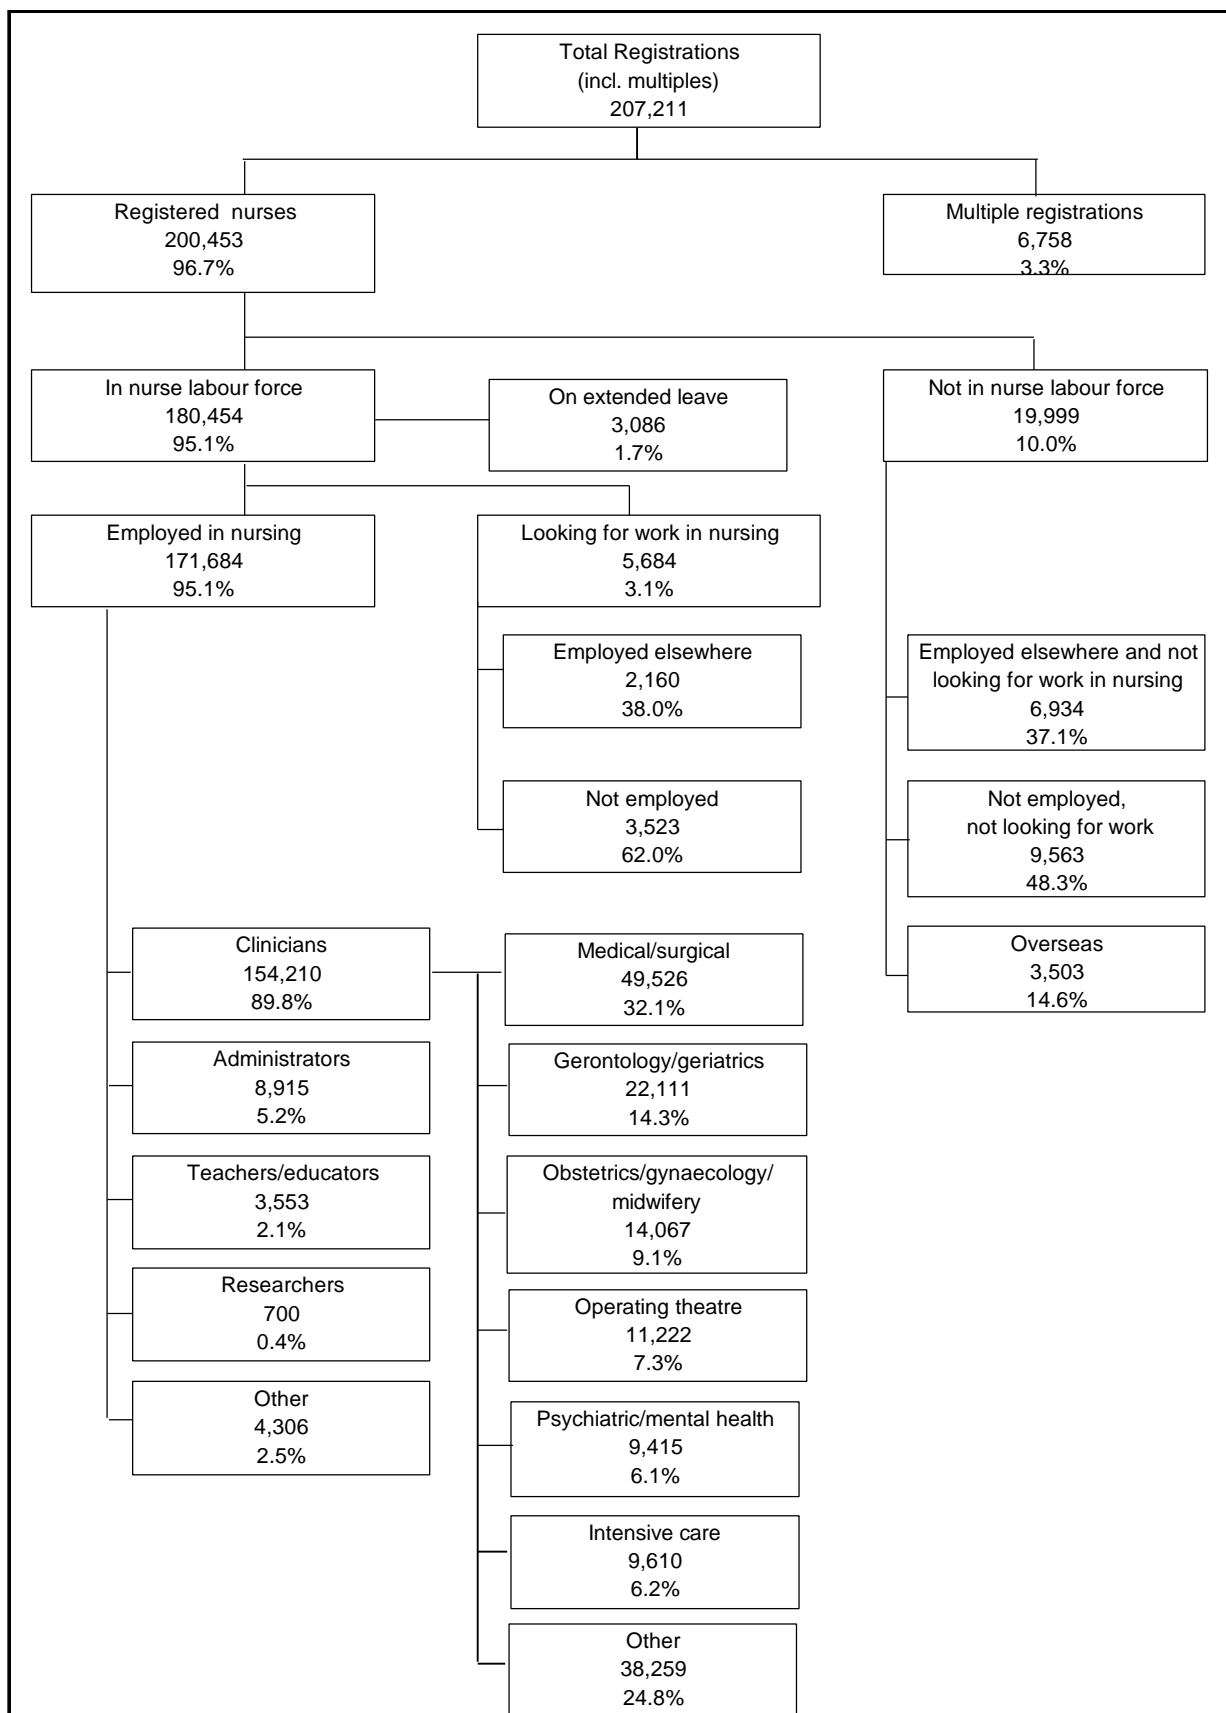 Total Registrations
(incl. multiples)
207,211
Registered nurses
200,453
96.7%
Multiple registrations
6,758
3.3%
In nurse labour force
180,454
95.1%
On extended leave
3,086
1.7%
Not in nurse labour force
19,999
10.0%
Employed in nursing
171,684
95.1%
Looking for work in nursing
5,684
3.1%
Employed elsewhere
2,160
38.0%
Employed elsewhere and not
looking for work in nursing
6,934
37.1%
Not employed
3,523
62.0%
Not employed,
not looking for work
9,563
48.3%
Overseas
3,503
14.6%
Clinicians
154,210
89.8%
Administrators
8,915
5.2%
Teachers/educators
3,553
2.1%
Researchers
700
0.4%
Other
4,306
2.5%
Medical/surgical
49,526
32.1%
Gerontology/geriatrics
22,111
14.3%
Obstetrics/gynaecology/
midwifery
14,067
9.1%
Operating theatre
11,222
7.3%
Psychiatric/mental health
9,415
6.1%
Intensive care
9,610
6.2%
Other
38,259
24.8%